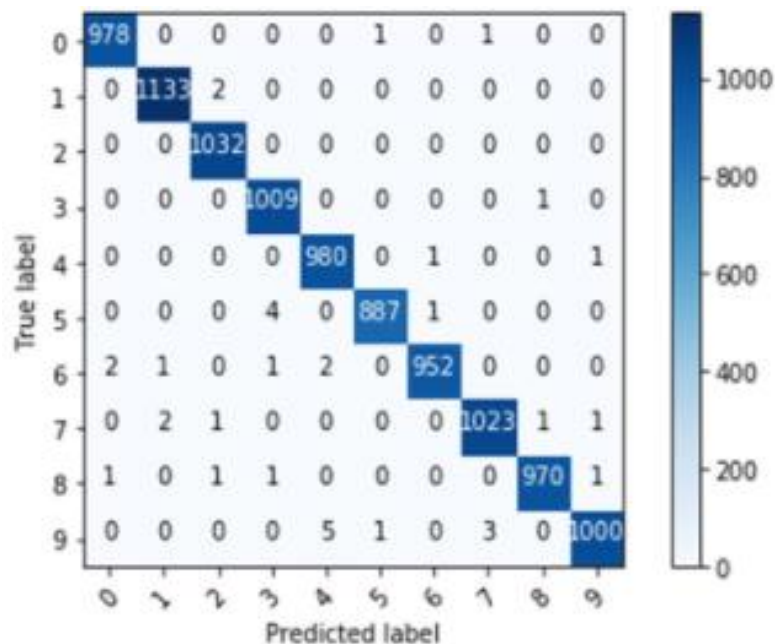 0 978 0 0 0 0 1 0 1 0 0
1 0 1133 2 0 0 0 0 0 0 0
2 0 0 1032 0 0 0 0 0 0 0
3 0 0 0 1009 0 0 0 0 1 0
4 0 0 0 0 980 0 1 0 0 1
5 0 0 0 4 0 887 1 0 0 0
6 2 1 0 1 2 0 952 0 0 0
7 0 2 1 0 0 0 0 1023 1 1
8 1 0 1 1 0 0 0 0 970 1
9 0 0 0 0 5 1 0 3 0 1000
True label
0 1 2 3 4 5 6 7 8 9
Predicted label
1000
800
600
400
200
0